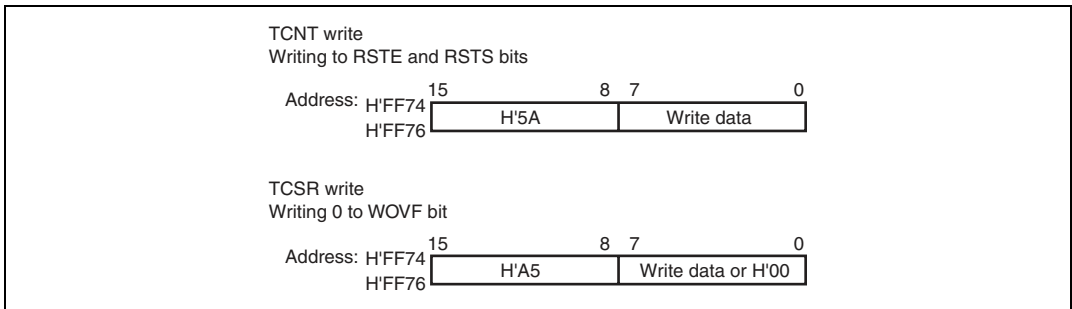 TCNT write
Writing to RSTE and RSTS bits
15 8 7 0
Address: H'FF74
H'FF76
H'5A Write data
TCSR write
Writing 0 to WOVF bit
15 8 7 0
Address: H'FF74
H'FF76
H'A5 Write data or H'00